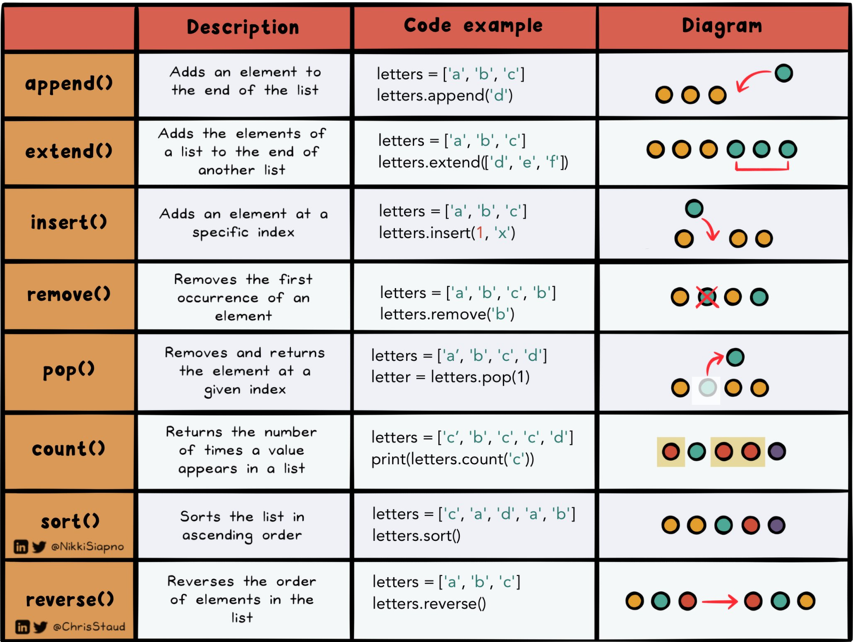 Description Code example Diagram
append()
Adds an element to
the end of the list
letters = ['a', 'b', 'c']
letters.append('d')
extend()
Adds the elements of
a list to the end of
another list
letters = ['a', 'b', 'c']
letters.extend(['d', 'e', 'f'])
insert()
Adds an element at a
specific index
letters = ['a', 'b', 'c']
letters.insert(1, 'x')
remove()
Removes the first
occurrence of an
element
letters = ['a', 'b', 'c', 'b']
letters.remove('b')
pop()
Removes and returns
the element at a
given index
letters = ['a', 'b', 'c', 'd']
letter = letters.pop(1)
count()
Returns the number
of times a value
appears in a list
letters = ['c', 'b', 'c', 'c', 'd']
print(letters.count('c'))
sort()
in @NikkiSiapno
Sorts the list in
ascending order
letters = ['c', 'a', 'd', 'a', 'b']
letters.sort()
reverse()
in @ChrisStaud
Reverses the order
of elements in the
list
letters = ['a', 'b', 'c']
letters.reverse()